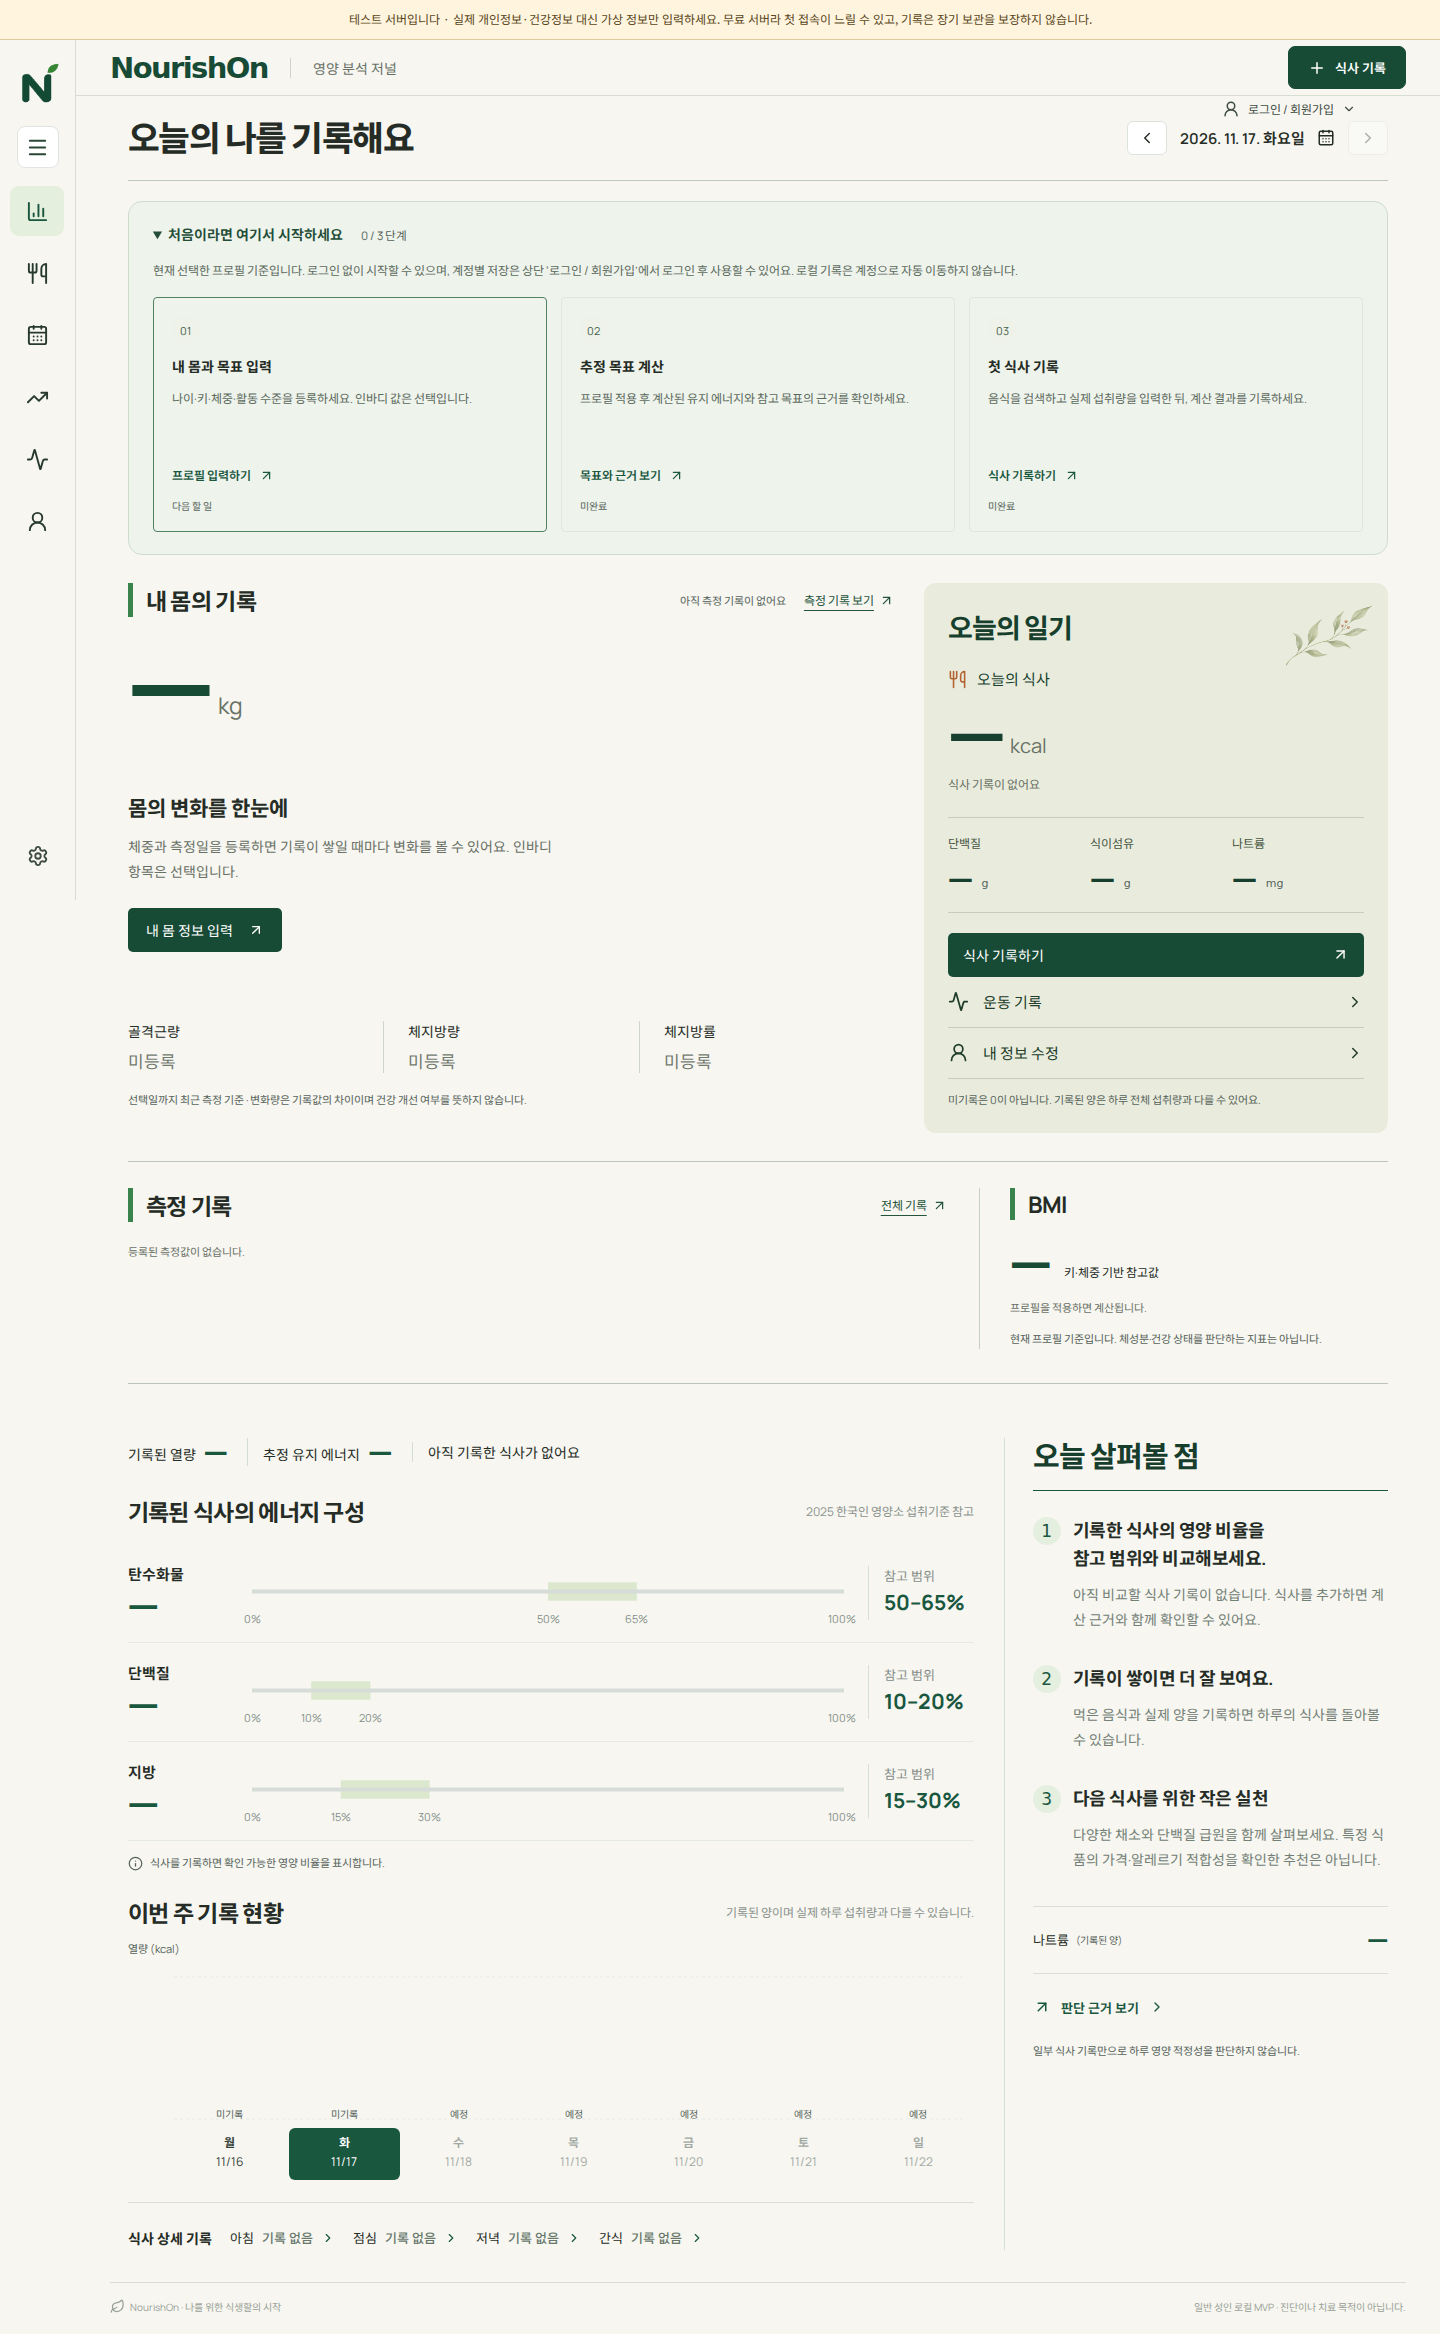 테스트 서버입니다 · 실제 개인정보·건강정보 대신 가상 정보만 입력하세요. 무료 서버라 첫 접속이 느릴 수 있고, 기록은 장기 보관을 보장하지 않습니다.
N
NourishOn
영양 분석 저널
식사 기록
로그인 / 회원가입
오늘의 나를 기록해요
2026. 11. 17. 화요일
처음이라면 여기서 시작하세요 0 / 3단계
현재 선택한 프로필 기준입니다. 로그인 없이 시작할 수 있으며, 계정별 저장은 상단 '로그인 / 회원가입'에서 로그인 후 사용할 수 있어요. 로컬 기록은 계정으로 자동 이동하지 않습니다.
01
내 몸과 목표 입력
나이·키·체중·활동 수준을 등록하세요. 인바디 값은 선택입니다.
프로필 입력하기
다음 할 일
02
추정 목표 계산
프로필 적용 후 계산된 유지 에너지와 참고 목표의 근거를 확인하세요.
목표와 근거 보기
미완료
03
첫 식사 기록
음식을 검색하고 실제 섭취량을 입력한 뒤, 계산 결과를 기록하세요.
식사 기록하기
미완료
내 몸의 기록
아직 측정 기록이 없어요 측정 기록 보기
— kg
몸의 변화를 한눈에
체중과 측정일을 등록하면 기록이 쌓일 때마다 변화를 볼 수 있어요. 인바디
항목은 선택입니다.
내 몸 정보 입력
골격근량
미등록
체지방량
미등록
체지방률
미등록
선택일까지 최근 측정 기준 · 변화량은 기록값의 차이이며 건강 개선 여부를 뜻하지 않습니다.
오늘의 일기
오늘의 식사
— kcal
식사 기록이 없어요
단백질
— g
식이섬유
— g
나트륨
— mg
식사 기록하기
운동 기록
내 정보 수정
미기록은 0이 아닙니다. 기록된 양은 하루 전체 섭취량과 다를 수 있어요.
측정 기록
전체 기록
등록된 측정값이 없습니다.
BMI
— 키·체중 기반 참고값
프로필을 적용하면 계산됩니다.
현재 프로필 기준입니다. 체성분·건강 상태를 판단하는 지표는 아닙니다.
기록된 열량 — 추정 유지 에너지 — 아직 기록한 식사가 없어요
기록된 식사의 에너지 구성
2025 한국인 영양소 섭취기준 참고
탄수화물
—
0% 50% 65% 100%
참고 범위
50–65%
단백질
—
0% 10% 20% 100%
참고 범위
10–20%
지방
—
0% 15% 30% 100%
참고 범위
15–30%
식사를 기록하면 확인 가능한 영양 비율을 표시합니다.
이번 주 기록 현황
기록된 양이며 실제 하루 섭취량과 다를 수 있습니다.
열량 (kcal)
미기록 미기록 예정 예정 예정 예정 예정
월 화 수 목 금 토 일
11/16 11/17 11/18 11/19 11/20 11/21 11/22
식사 상세 기록 아침 기록 없음 점심 기록 없음 저녁 기록 없음 간식 기록 없음
오늘 살펴볼 점
1 기록한 식사의 영양 비율을
참고 범위와 비교해보세요.
아직 비교할 식사 기록이 없습니다. 식사를 추가하면 계
산 근거와 함께 확인할 수 있어요.
2 기록이 쌓이면 더 잘 보여요.
먹은 음식과 실제 양을 기록하면 하루의 식사를 돌아볼
수 있습니다.
3 다음 식사를 위한 작은 실천
다양한 채소와 단백질 급원을 함께 살펴보세요. 특정 식
품의 가격·알레르기 적합성을 확인한 추천은 아닙니다.
나트륨 (기록된 양) —
판단 근거 보기
일부 식사 기록만으로 하루 영양 적정성을 판단하지 않습니다.
NourishOn · 나를 위한 식생활의 시작
일반 성인 로컬 MVP · 진단이나 치료 목적이 아닙니다.